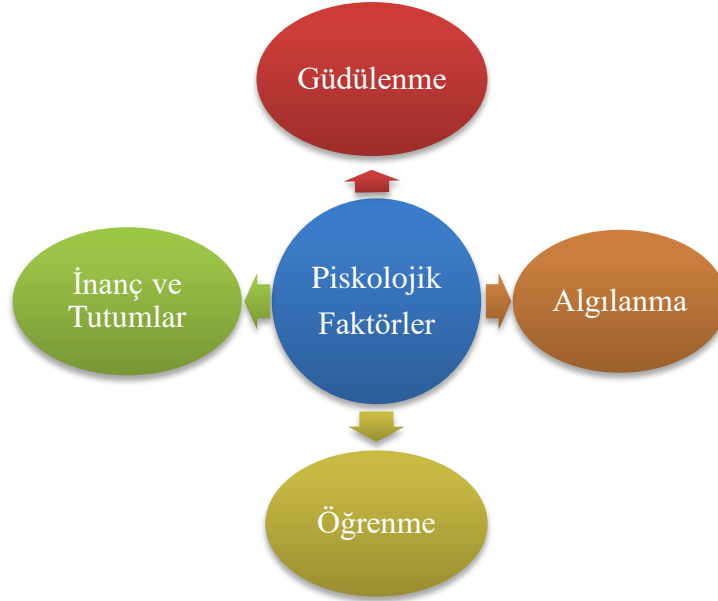 Güdülenme
İnanç ve
Tutumlar
Piskolojik
Faktörler
Algılanma
Öğrenme